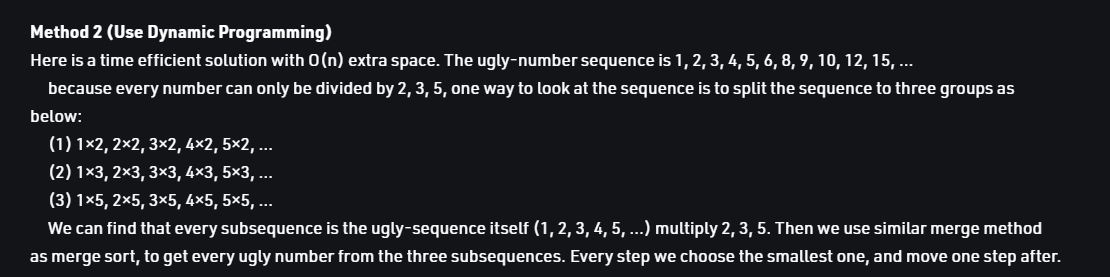 Method 2 (Use Dynamic Programming)
Here is a time efficient solution with O(n) extra space. The ugly-number sequence is 1, 2, 3, 4, 5, 6, 8, 9, 10, 12, 15, …
because every number can only be divided by 2, 3, 5, one way to look at the sequence is to split the sequence to three groups as
below:
(1) 1×2, 2×2, 3×2, 4×2, 5×2, …
(2) 1×3, 2×3, 3×3, 4×3, 5×3, …
(3) 1×5, 2×5, 3×5, 4×5, 5×5, …
We can find that every subsequence is the ugly-sequence itself (1, 2, 3, 4, 5, …) multiply 2, 3, 5. Then we use similar merge method
as merge sort, to get every ugly number from the three subsequences. Every step we choose the smallest one, and move one step after.